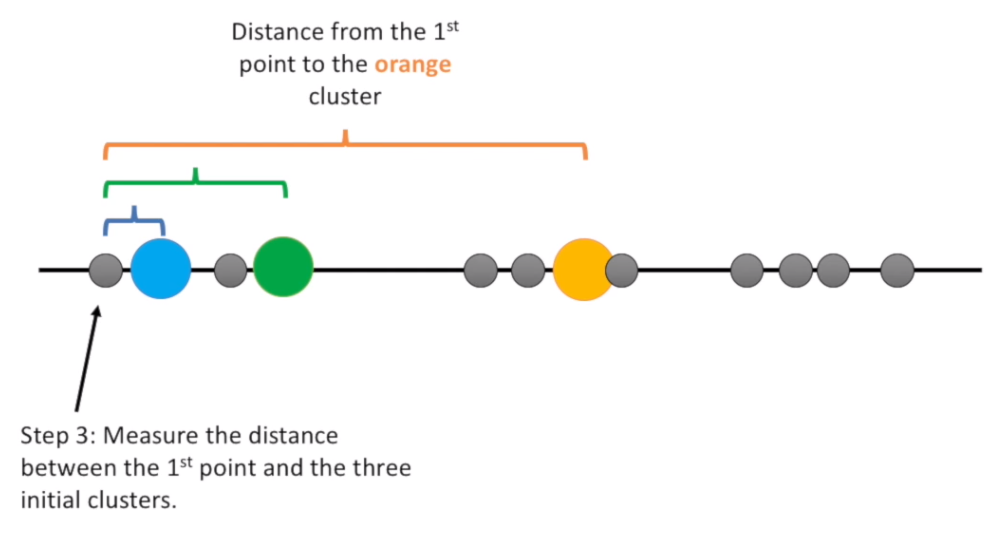 Distance from the 1st
point to the orange
cluster
Step 3: Measure the distance
between the 1st point and the three
initial clusters.